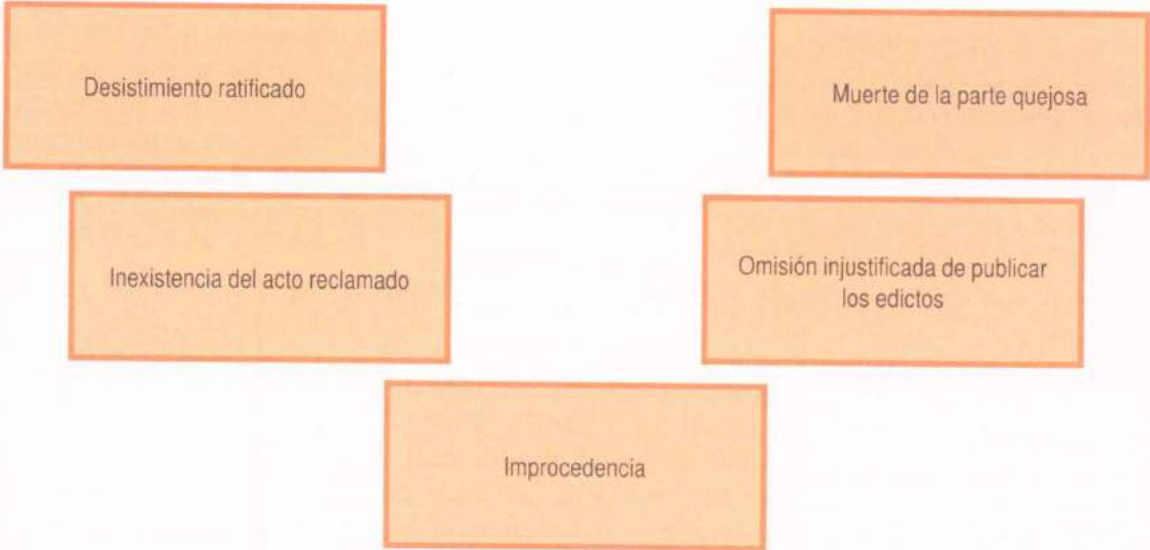 Desistimiento ratificado
Muerte de la parte quejosa
Inexistencia del acto reclamado
Omisión injustificada de publicar
los edictos
Improcedencia